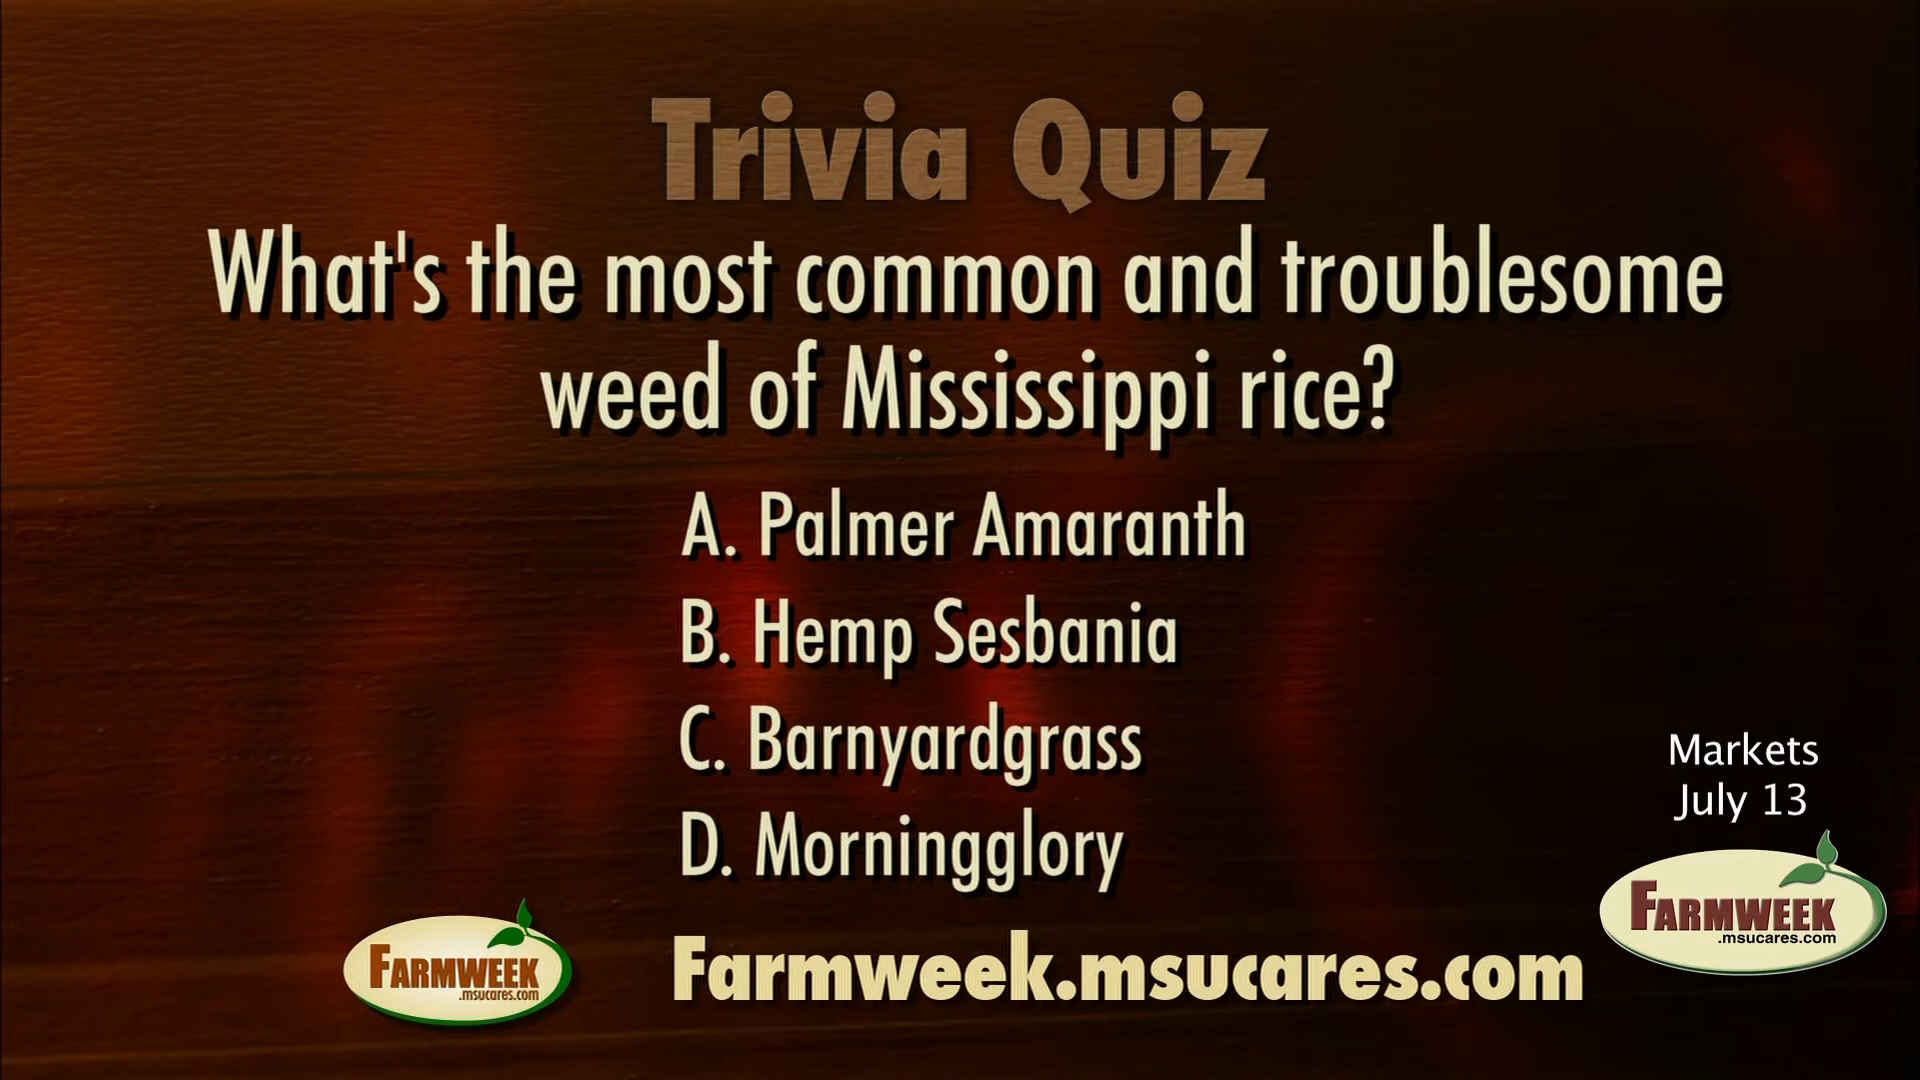 Trivia Quiz
What's the most common and troublesome
weed of Mississippi rice?
A. Palmer Amaranth
B. Hemp Sesbania
C. Barnyardgrass
D. Morningglory
Markets
July 13
FARMWEEK
.msucares.com
FARMWEEK
.msucares.com
Farmweek.msucares.com